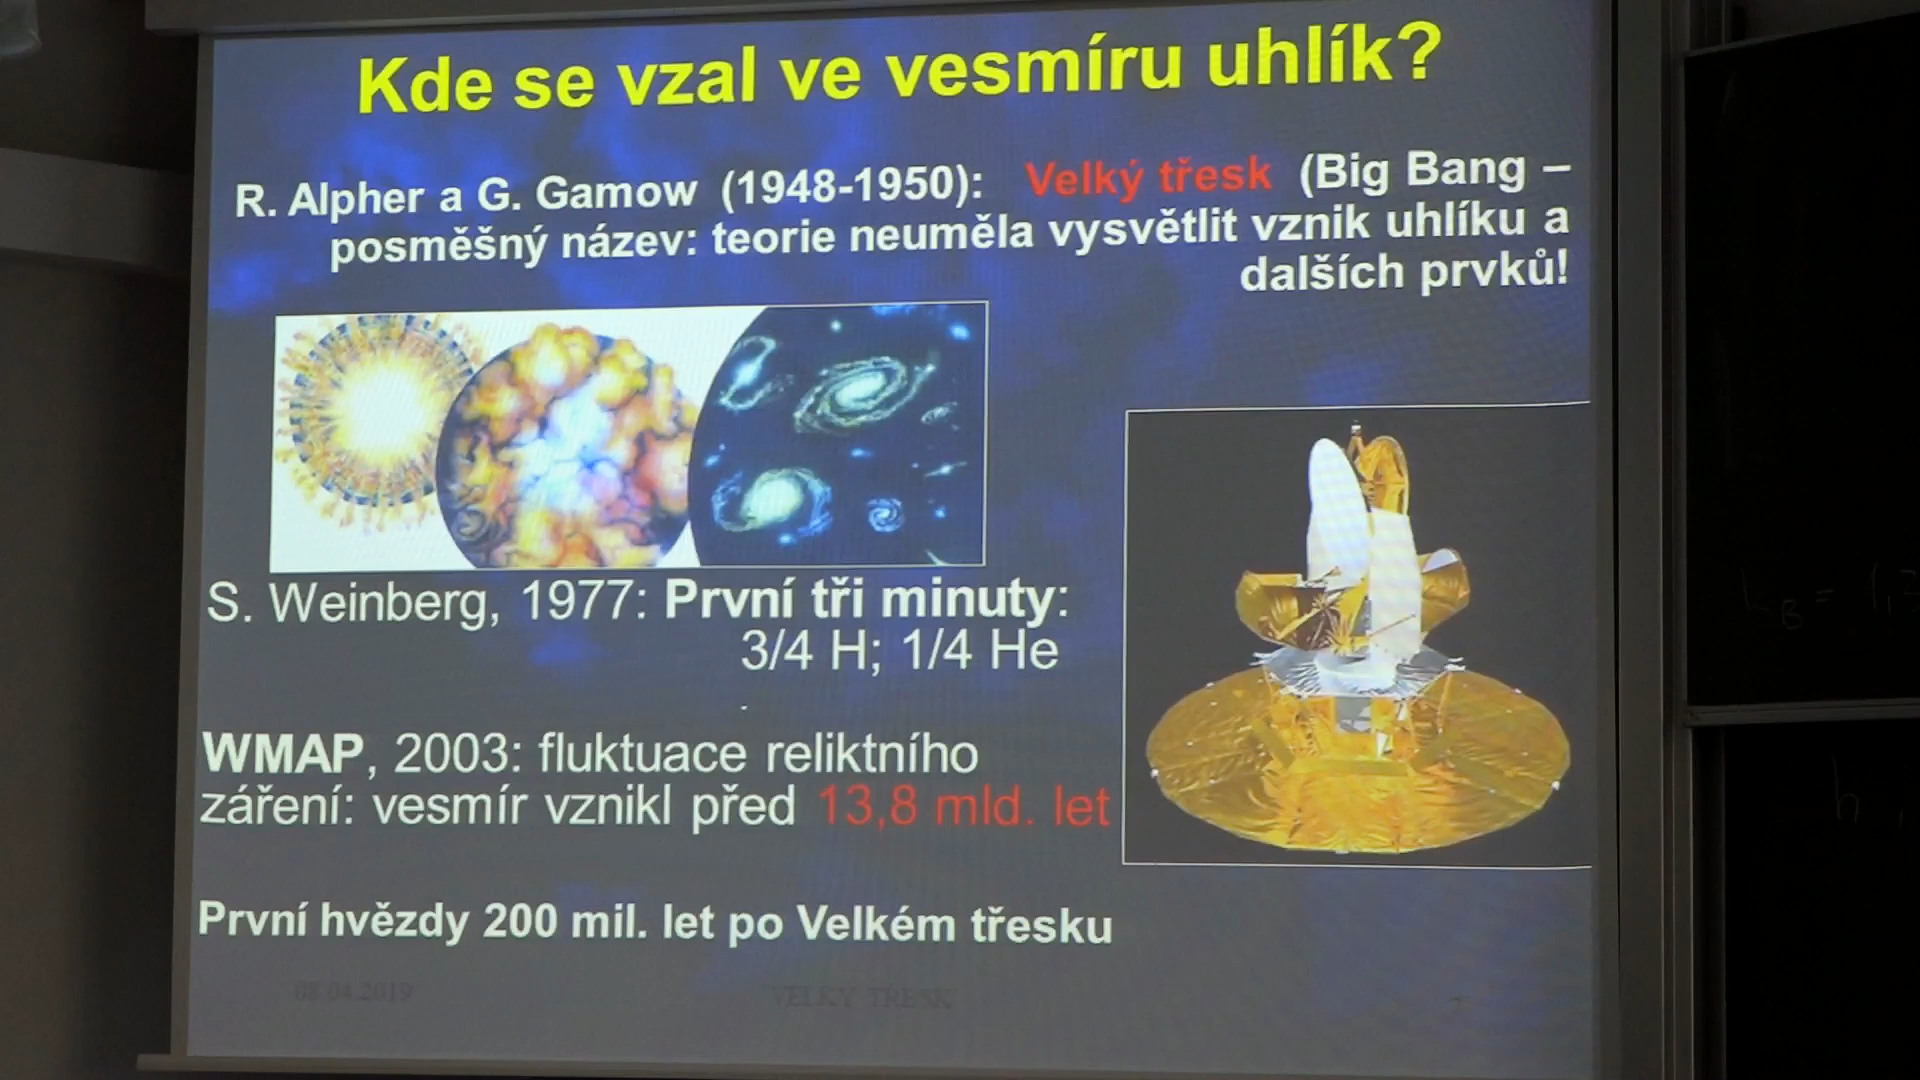 Kde se vzal ve vesmíru uhlík?
R. Alpher a G. Gamow (1948-1950): Velký třesk (Big Bang –
posměšný název: teorie neuměla vysvětlit vznik uhlíku a
dalších prvků!
S. Weinberg, 1977: První tři minuty:
3/4 H; 1/4 He
WMAP, 2003: fluktuace reliktního
záření: vesmír vznikl před 13,8 mld. let
První hvězdy 200 mil. let po Velkém třesku
08.04.2019
VELKÝ TŘESK